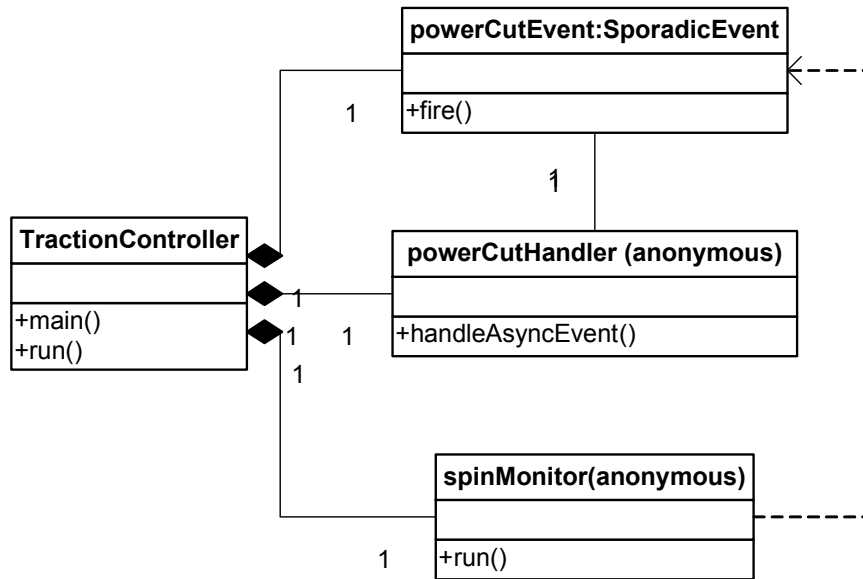 powerCutEvent:SporadicEvent
+fire()
1
1
1
TractionController
+main()
+run()
powerCutHandler (anonymous)
+handleAsyncEvent()
1
1
1
1
spinMonitor(anonymous)
+run()
1